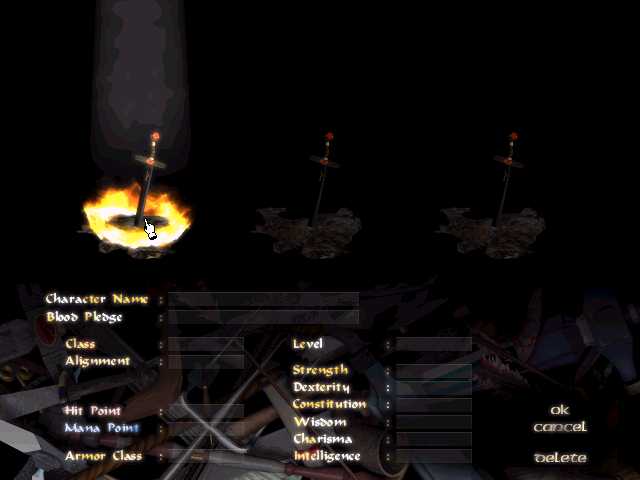 Character Name :
Blood Pledge :
Class :
Alignment :
Hit Point :
Mana Point :
Armor Class :
Level :
Strength :
Dexterity :
Constitution :
Wisdom :
Charisma :
Intelligence :
ok
cancel
delete